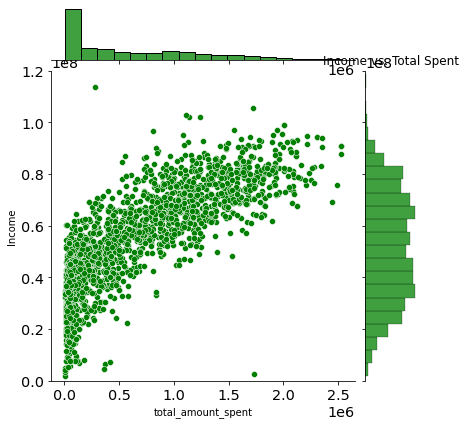 1e8
1e6
Income vs. Total Spent
1e8
1.2
1.0
0.8
0.6
0.4
0.2
0.0
Income
0.0 0.5 1.0 1.5 2.0 2.5
total_amount_spent
1e6